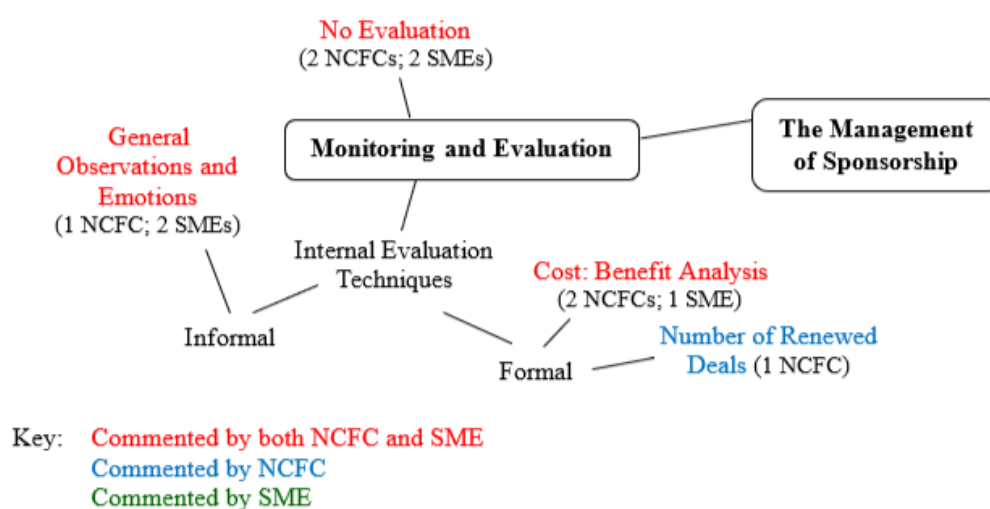 No Evaluation
(2 NCFCs; 2 SMEs)
The Management
of Sponsorship
Monitoring and Evaluation
General
Observations and
Emotions
(1 NCFC; 2 SMEs)
Internal Evaluation
Techniques
Cost: Benefit Analysis
(2 NCFCs; 1 SME)
Informal
Number of Renewed
Deals (1 NCFC)
Formal
Key: Commented by both NCFC and SME
Commented by NCFC
Commented by SME